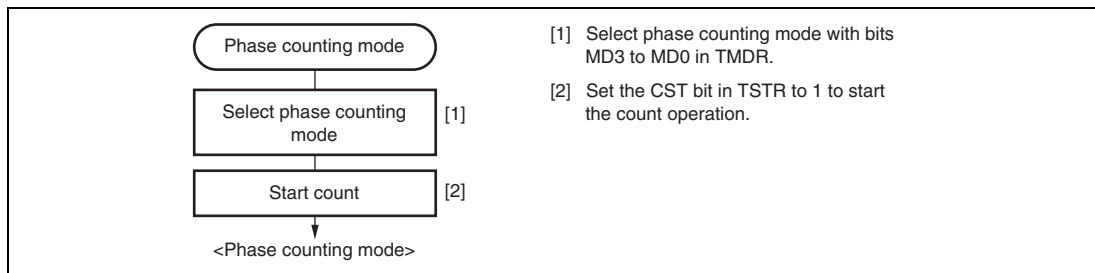 Phase counting mode
Select phase counting
mode
[1]
Start count
[2]
<Phase counting mode>
[1] Select phase counting mode with bits
MD3 to MD0 in TMDR.
[2] Set the CST bit in TSTR to 1 to start
the count operation.